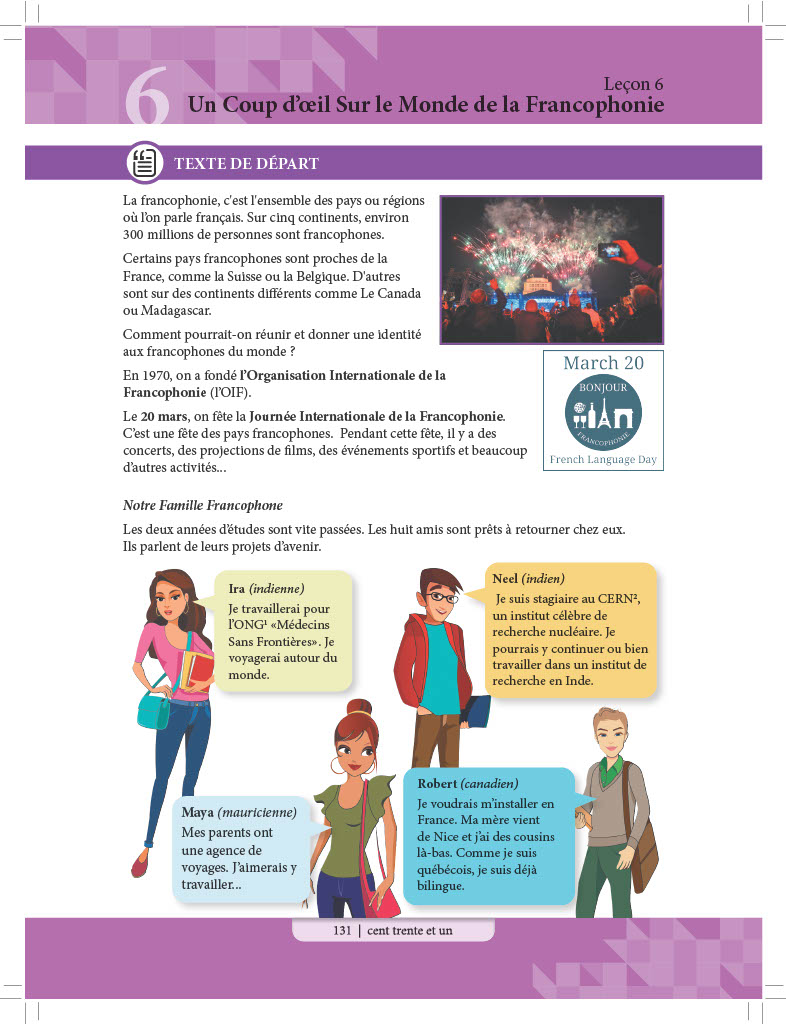 6
Leçon 6
Un Coup d’œil Sur le Monde de la Francophonie
TEXTE DE DÉPART
La francophonie, c'est l'ensemble des pays ou régions
où l’on parle français. Sur cinq continents, environ
300 millions de personnes sont francophones.
Certains pays francophones sont proches de la
France, comme la Suisse ou la Belgique. D'autres
sont sur des continents différents comme Le Canada
ou Madagascar.
Comment pourrait-on réunir et donner une identité
aux francophones du monde ?
En 1970, on a fondé l’Organisation Internationale de la
Francophonie (l’OIF).
Le 20 mars, on fête la Journée Internationale de la Francophonie.
C’est une fête des pays francophones. Pendant cette fête, il y a des
concerts, des projections de films, des événements sportifs et beaucoup
d’autres activités...
March 20
BONJOUR
FRANCOPHONIE
French Language Day
Notre Famille Francophone
Les deux années d’études sont vite passées. Les huit amis sont prêts à retourner chez eux.
Ils parlent de leurs projets d’avenir.
Ira (indienne)
Je travaillerai pour
l’ONG¹ «Médecins
Sans Frontières». Je
voyagerai autour du
monde.
Neel (indien)
Je suis stagiaire au CERN²,
un institut célèbre de
recherche nucléaire. Je
pourrais y continuer ou bien
travailler dans un institut de
recherche en Inde.
Maya (mauricienne)
Mes parents ont
une agence de
voyages. J’aimerais y
travailler...
Robert (canadien)
Je voudrais m’installer en
France. Ma mère vient
de Nice et j’ai des cousins
là-bas. Comme je suis
québécois, je suis déjà
bilingue.
131 | cent trente et un